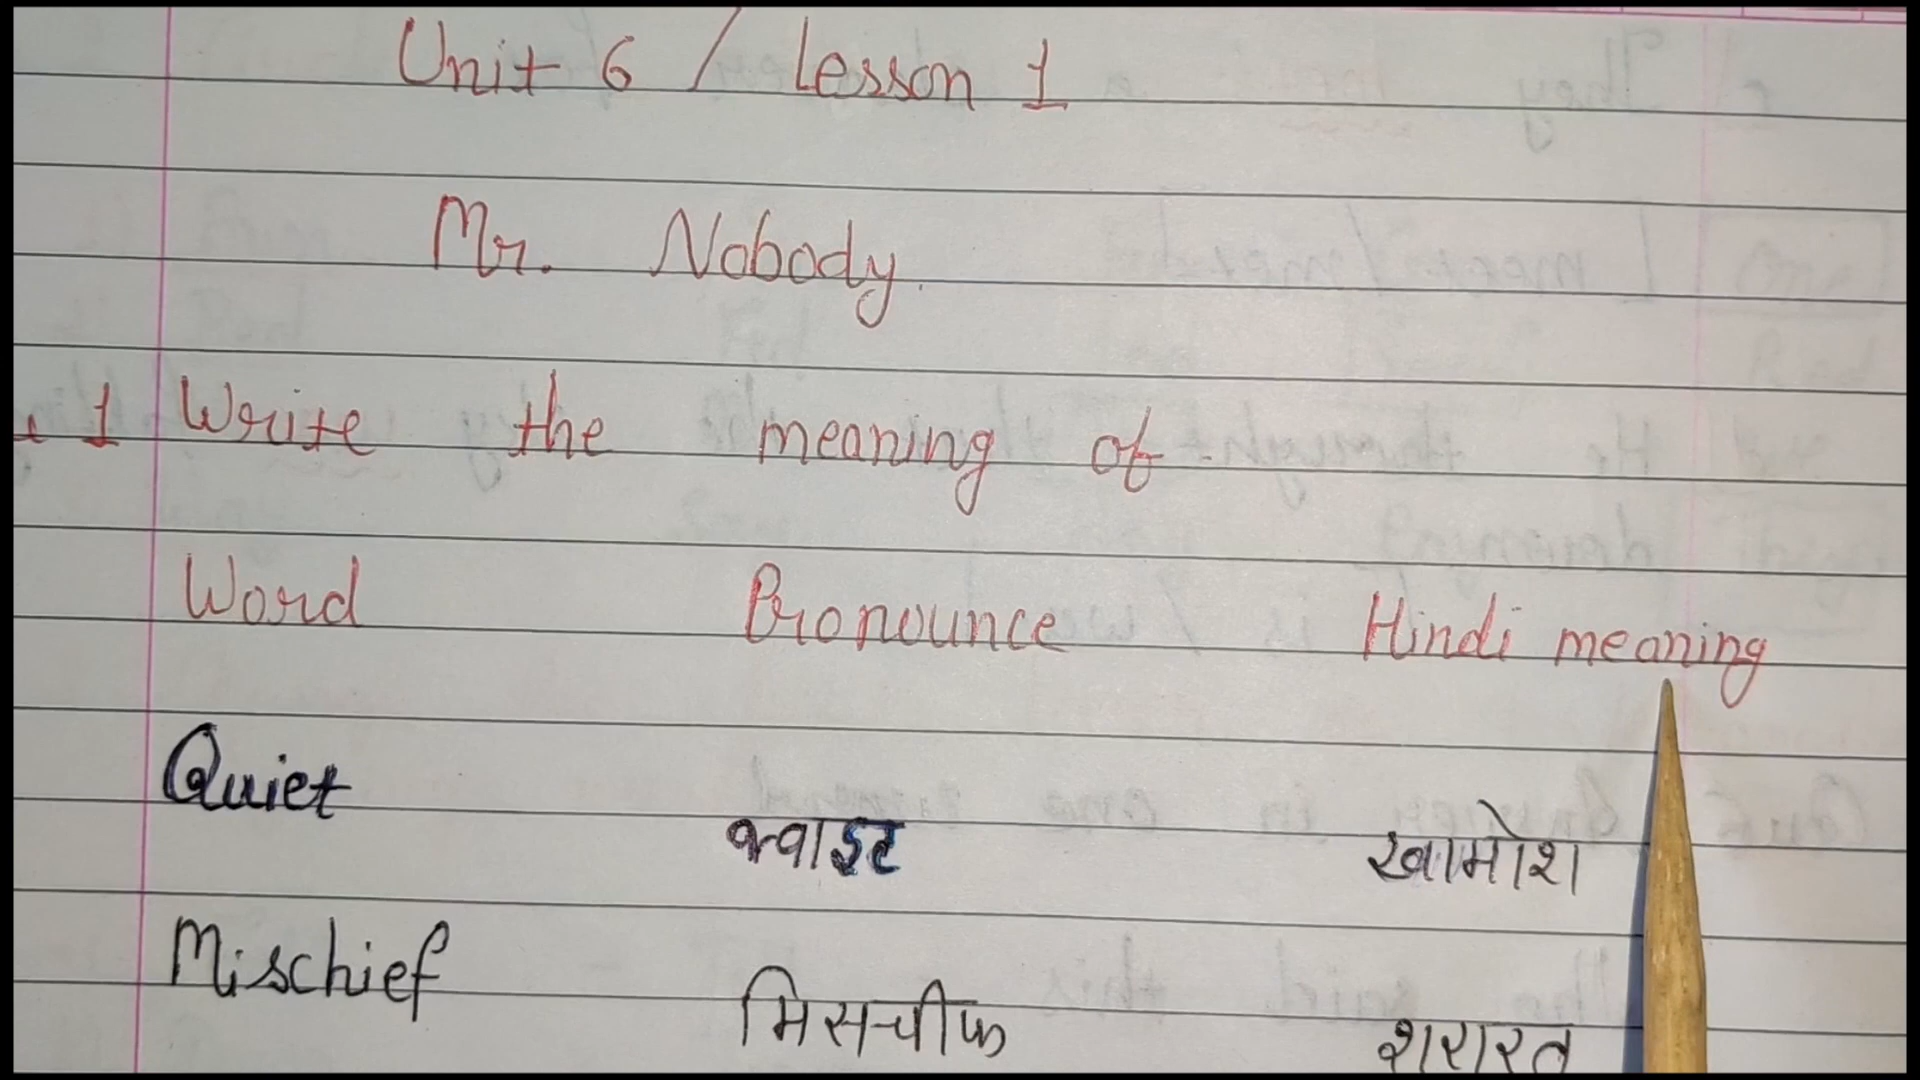 Unit 6 / Lesson 1
Mr. Nobody.
1 Write the meaning of
Word Pronounce Hindi meaning
Quiet क्वाइट खामोश
Mischief मिसचीफ शरारत